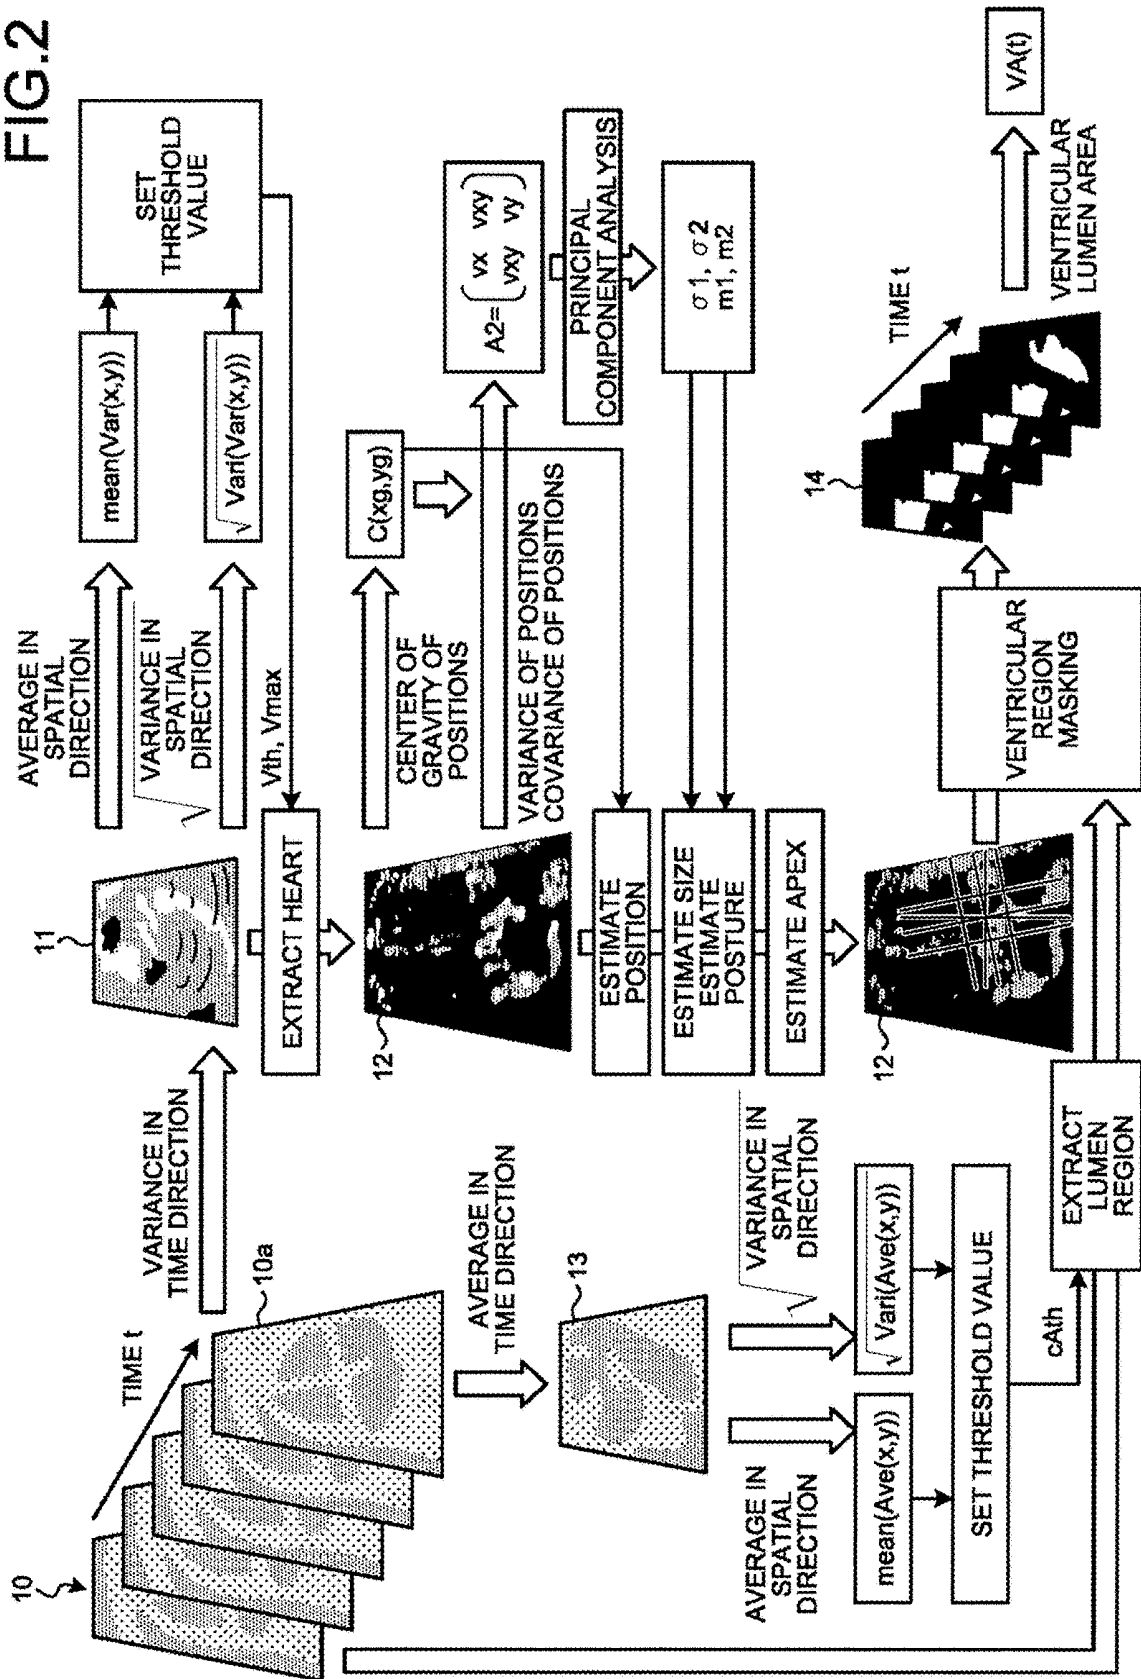 FIG.2
10
TIME t
10a
VARIANCE IN
TIME DIRECTION
11
AVERAGE IN
SPATIAL
DIRECTION
√VARIANCE IN
SPATIAL
DIRECTION
mean(Var(x,y))
√Vari(Var(x,y))
SET
THRESHOLD
VALUE
Vth, Vmax
EXTRACT HEART
12
CENTER OF
GRAVITY OF
POSITIONS
C(xg,yg)
VARIANCE OF POSITIONS
COVARIANCE OF POSITIONS
A2= ( vx vxy
vxy vy )
PRINCIPAL
COMPONENT ANALYSIS
σ1, σ2
m1, m2
ESTIMATE
POSITION
ESTIMATE SIZE
ESTIMATE
POSTURE
ESTIMATE APEX
12
AVERAGE IN
TIME DIRECTION
13
AVERAGE IN
SPATIAL
DIRECTION
√VARIANCE IN
SPATIAL
DIRECTION
mean(Ave(x,y))
√Vari(Ave(x,y))
SET THRESHOLD VALUE
cAth
EXTRACT
LUMEN
REGION
VENTRICULAR
REGION
MASKING
14
TIME t
VENTRICULAR
LUMEN AREA
VA(t)